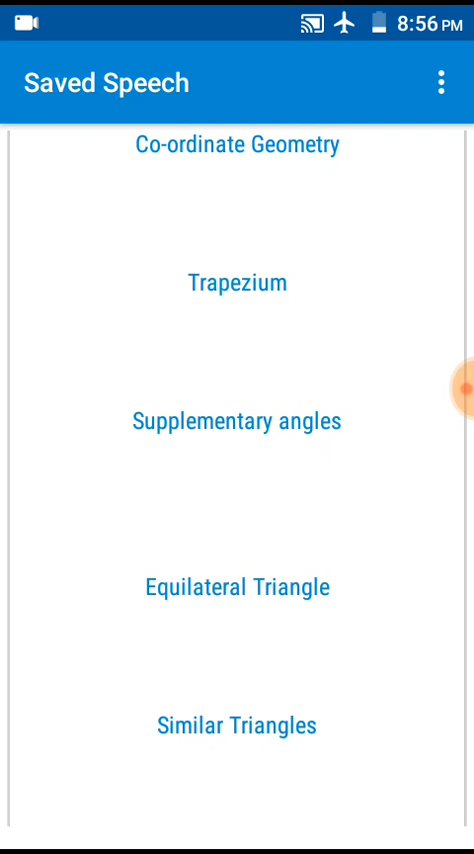 8:56 PM
Saved Speech
Co-ordinate Geometry
Trapezium
Supplementary angles
Equilateral Triangle
Similar Triangles